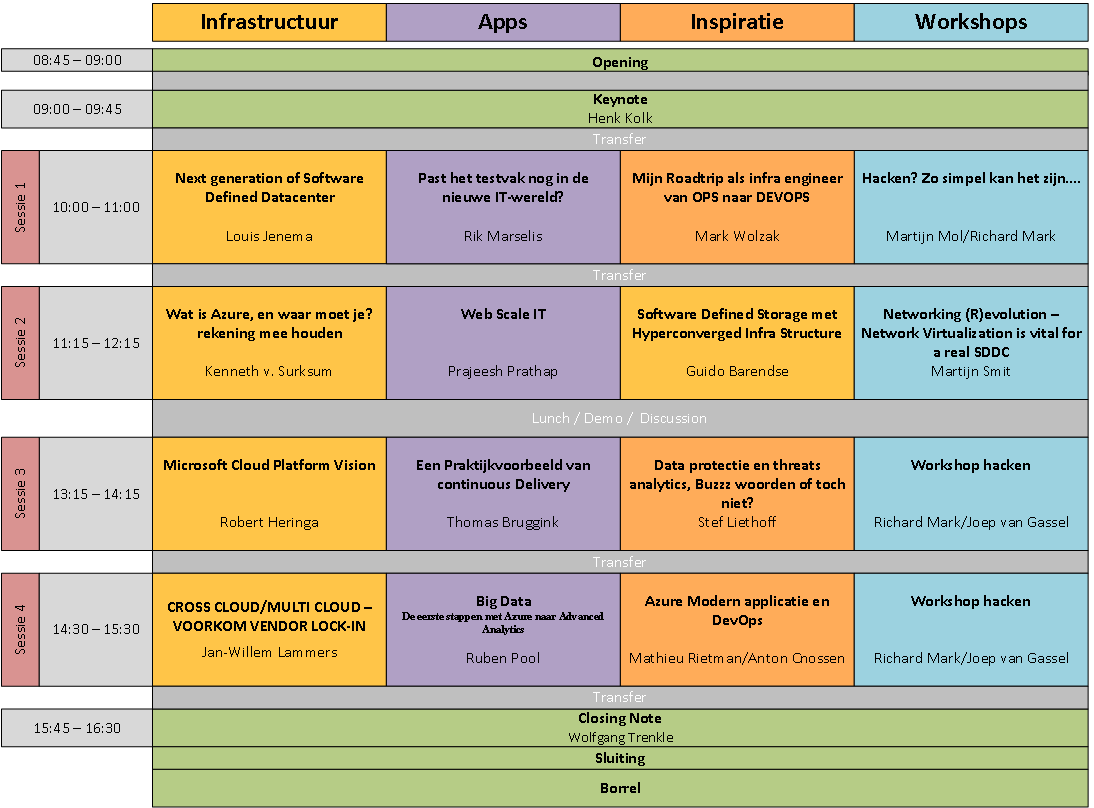 Infrastructuur
Apps
Inspiratie
Workshops
08:45 – 09:00
Opening
09:00 – 09:45
Keynote
Henk Kolk
Transfer
Sessie 1
10:00 – 11:00
Next generation of Software
Defined Datacenter
Louis Jenema
Past het testvak nog in de
nieuwe IT-wereld?
Rik Marselis
Mijn Roadtrip als infra engineer
van OPS naar DEVOPS
Mark Wolzak
Hacken? Zo simpel kan het zijn....
Martijn Mol/Richard Mark
Transfer
Sessie 2
11:15 – 12:15
Wat is Azure, en waar moet je?
rekening mee houden
Kenneth v. Surksum
Web Scale IT
Prajeesh Prathap
Software Defined Storage met
Hyperconverged Infra Structure
Guido Barendse
Networking (R)evolution –
Network Virtualization is vital for
a real SDDC
Martijn Smit
Lunch / Demo / Discussion
Sessie 3
13:15 – 14:15
Microsoft Cloud Platform Vision
Robert Heringa
Een Praktijkvoorbeeld van
continuous Delivery
Thomas Bruggink
Data protectie en threats
analytics, Buzzz woorden of toch
niet?
Stef Liethoff
Workshop hacken
Richard Mark/Joep van Gassel
Transfer
Sessie 4
14:30 – 15:30
CROSS CLOUD/MULTI CLOUD –
VOORKOM VENDOR LOCK-IN
Jan-Willem Lammers
Big Data
De eerste stappen met Azure naar Advanced
Analytics
Ruben Pool
Azure Modern applicatie en
DevOps
Mathieu Rietman/Anton Cnossen
Workshop hacken
Richard Mark/Joep van Gassel
Transfer
15:45 – 16:30
Closing Note
Wolfgang Trenkle
Sluiting
Borrel